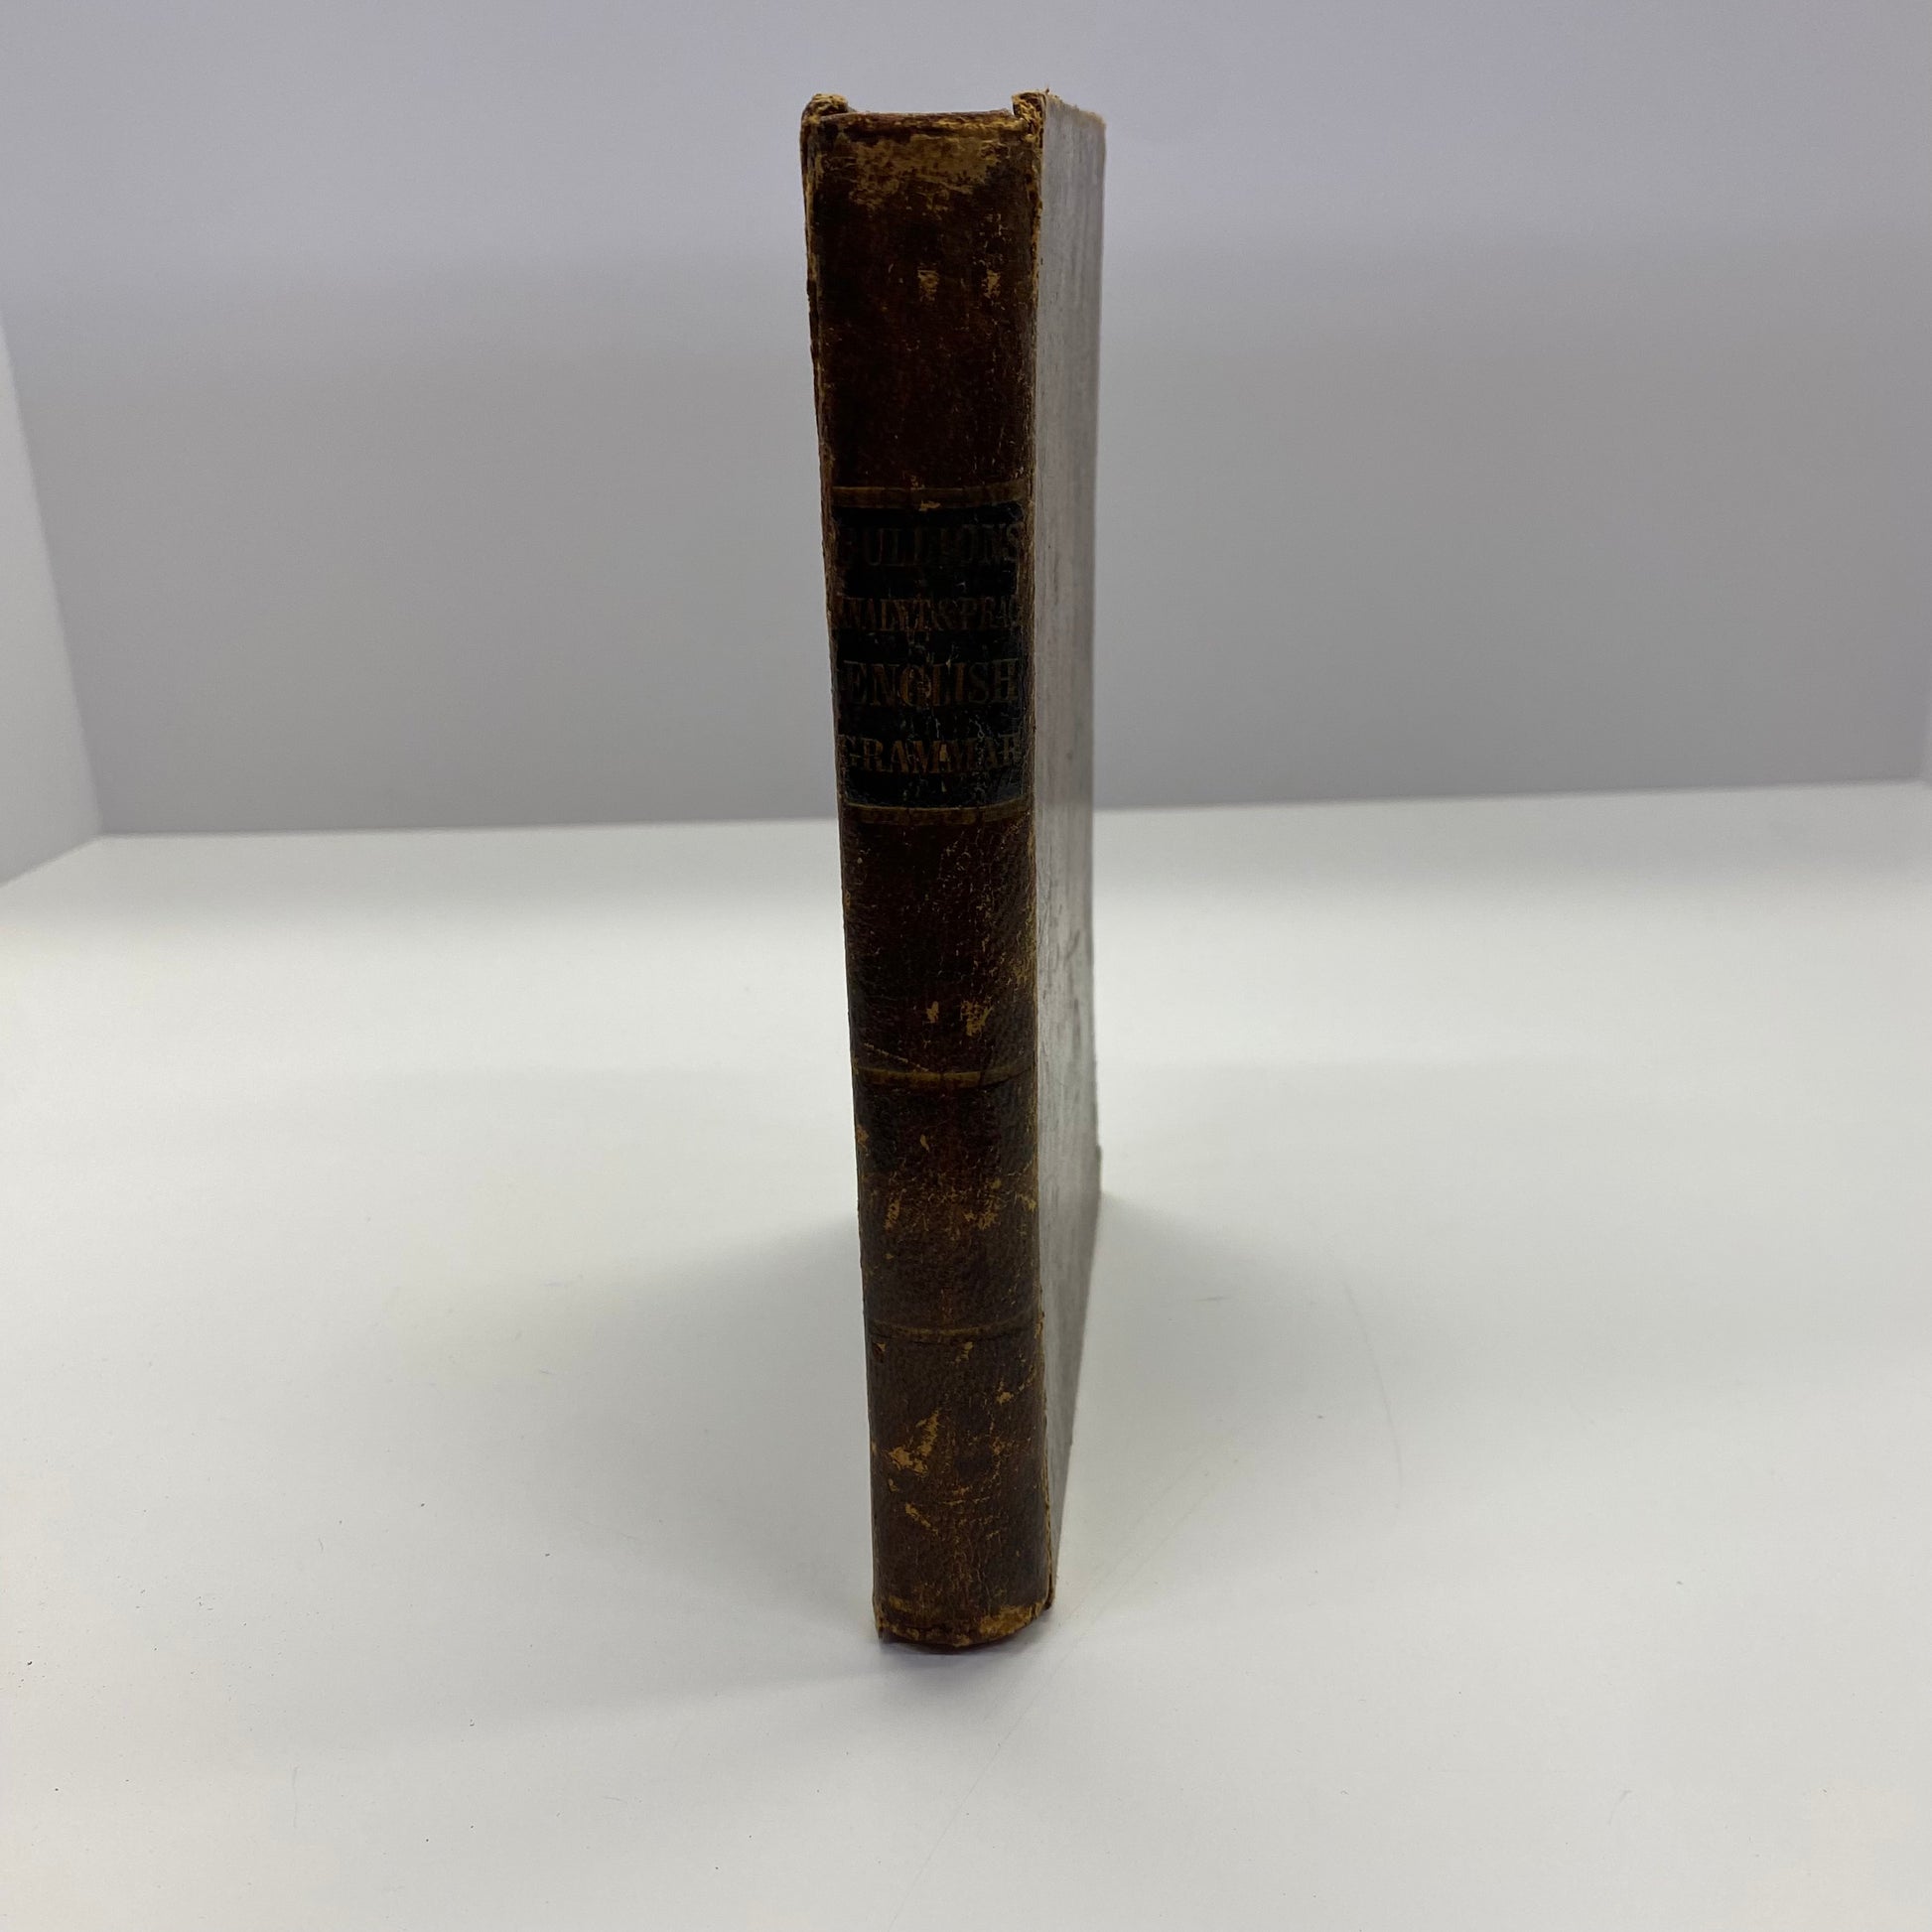 BULLIONS
ANALYT. & PRAC
ENGLISH
GRAMMAR